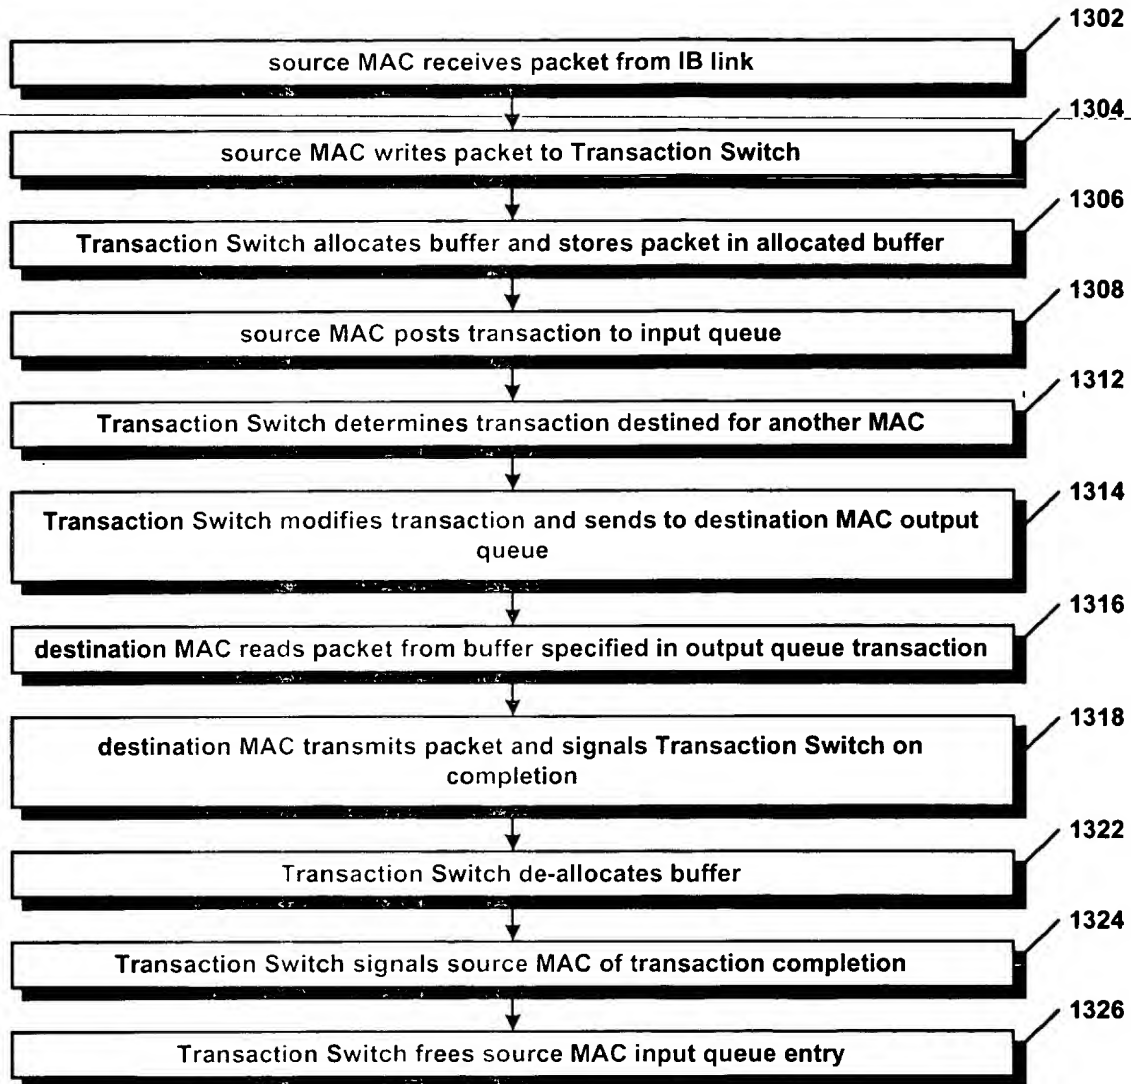 1302
source MAC receives packet from IB link
1304
source MAC writes packet to Transaction Switch
1306
Transaction Switch allocates buffer and stores packet in allocated buffer
1308
source MAC posts transaction to input queue
1312
Transaction Switch determines transaction destined for another MAC
1314
Transaction Switch modifies transaction and sends to destination MAC output
queue
1316
destination MAC reads packet from buffer specified in output queue transaction
1318
destination MAC transmits packet and signals Transaction Switch on
completion
1322
Transaction Switch de-allocates buffer
1324
Transaction Switch signals source MAC of transaction completion
1326
Transaction Switch frees source MAC input queue entry